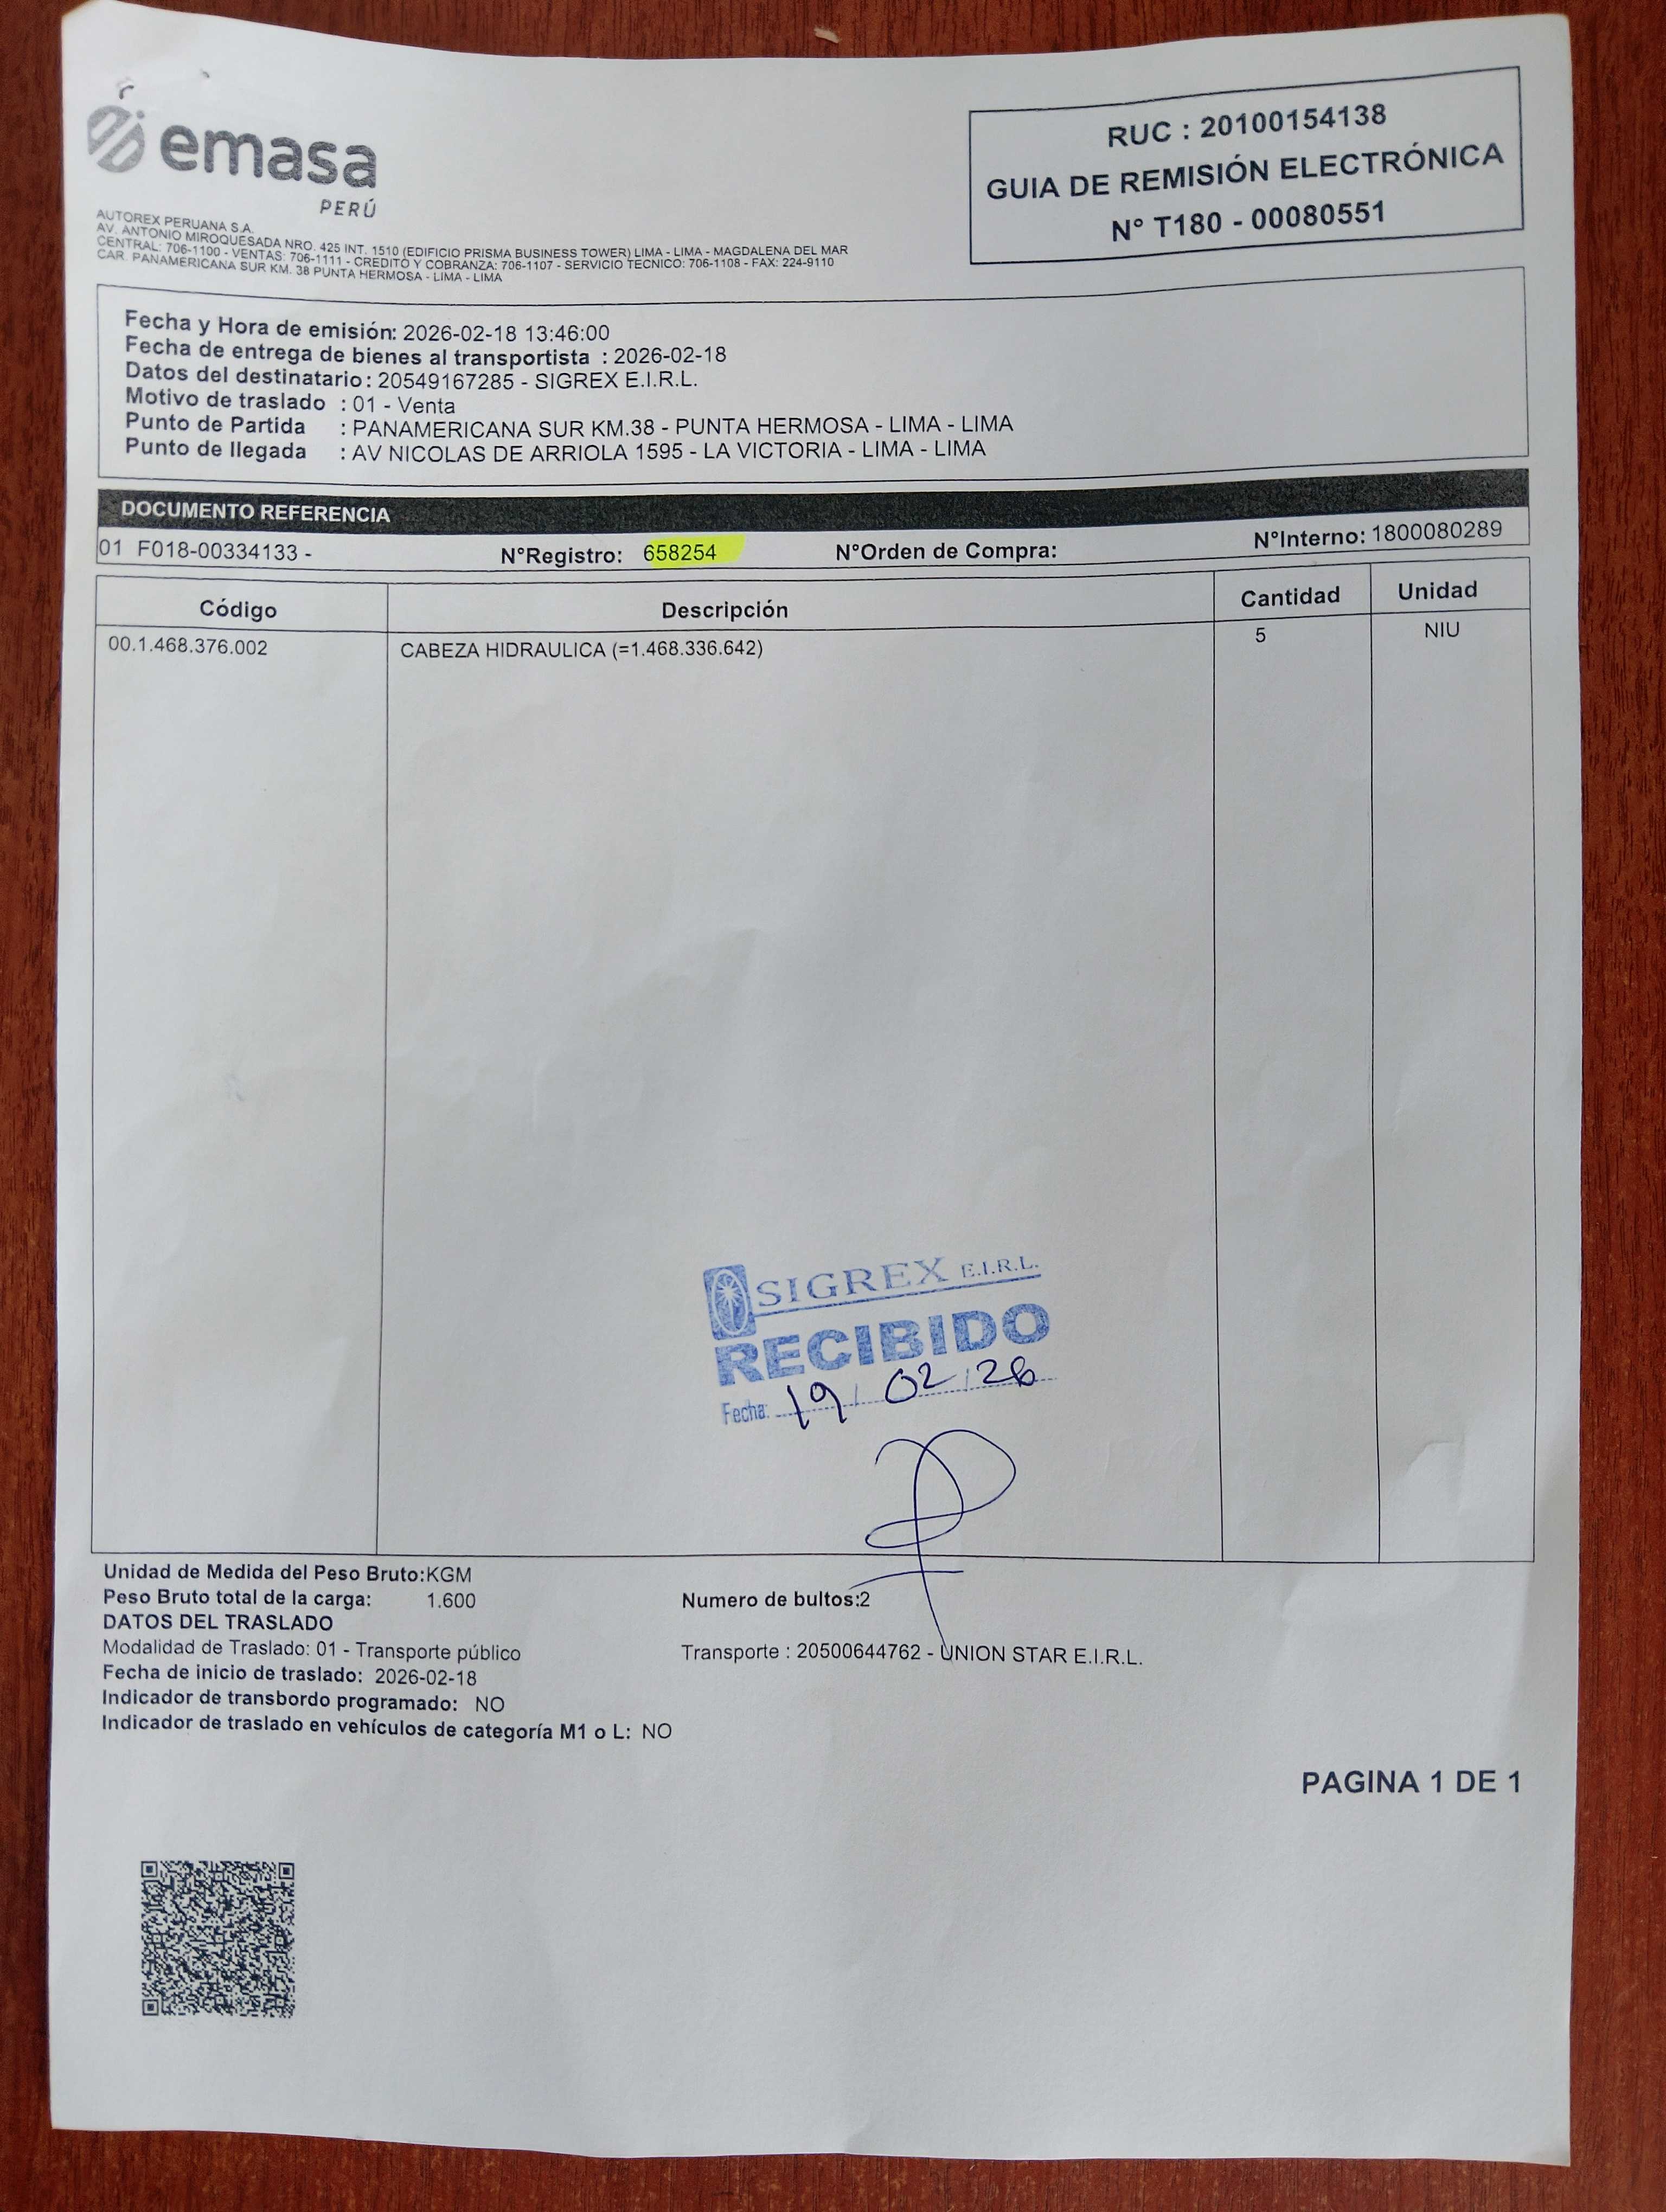 emasa
PERÚ
AUTOREX PERUANA S.A.
AV. ANTONIO MIROQUESADA NRO. 425 INT. 1510 (EDIFICIO PRISMA BUSINESS TOWER) LIMA - LIMA - MAGDALENA DEL MAR
CENTRAL: 706-1100 - VENTAS: 706-1111 - CREDITO Y COBRANZA: 706-1107 - SERVICIO TECNICO: 706-1108 - FAX: 224-9110
CAR. PANAMERICANA SUR KM. 38 PUNTA HERMOSA - LIMA - LIMA
RUC : 20100154138
GUIA DE REMISIÓN ELECTRÓNICA
N° T180 - 00080551
Fecha y Hora de emisión: 2026-02-18 13:46:00
Fecha de entrega de bienes al transportista : 2026-02-18
Datos del destinatario: 20549167285 - SIGREX E.I.R.L.
Motivo de traslado : 01 - Venta
Punto de Partida : PANAMERICANA SUR KM.38 - PUNTA HERMOSA - LIMA - LIMA
Punto de llegada : AV NICOLAS DE ARRIOLA 1595 - LA VICTORIA - LIMA - LIMA
DOCUMENTO REFERENCIA
01 F018-00334133 - N°Registro: 658254 N°Orden de Compra: N°Interno: 1800080289
Código Descripción Cantidad Unidad
00.1.468.376.002 CABEZA HIDRAULICA (=1.468.336.642) 5 NIU
SIGREX E.I.R.L.
RECIBIDO
Fecha: 19 / 02 / 26
Unidad de Medida del Peso Bruto:KGM
Peso Bruto total de la carga: 1.600 Numero de bultos:2
DATOS DEL TRASLADO
Modalidad de Traslado: 01 - Transporte público Transporte : 20500644762 - UNION STAR E.I.R.L.
Fecha de inicio de traslado: 2026-02-18
Indicador de transbordo programado: NO
Indicador de traslado en vehículos de categoría M1 o L: NO
PAGINA 1 DE 1